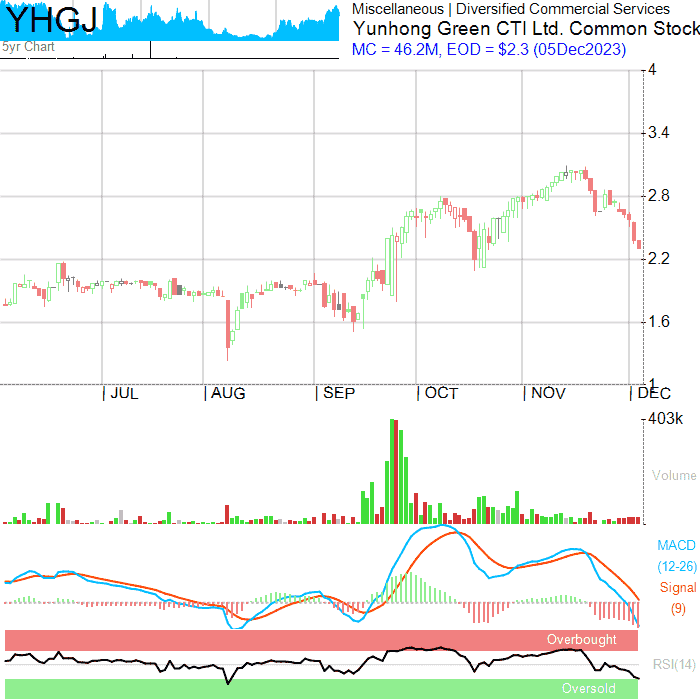 YHGJ
5yr Chart
Miscellaneous | Diversified Commercial Services
Yunhong Green CTI Ltd. Common Stock
MC = 46.2M, EOD = $2.3 (05Dec2023)
4
3.4
2.8
2.2
1.6
1
| JUL | AUG | SEP | OCT | NOV | DEC
403k
Volume
MACD
(12-26)
Signal
(9)
Overbought
RSI(14)
Oversold